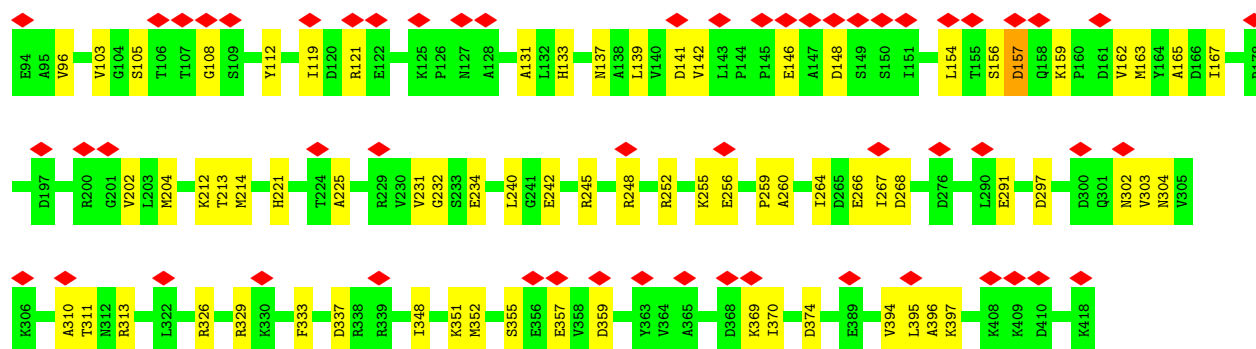 E94 A95 V96 V103 G104 S105 T106 T107 G108 S109 Y112 I119 D120 R121 E122 K125 P126 N127 A128 A131 L132 H133 N137 A138 L139 V140 D141 V142 L143 P144 P145 E146 A147 D148 S149 S150 I151 L154 T155 S156 D157 Q158 K159 P160 D161 V162 M163 Y164 A165 D166 I167
D197 R200 G201 V202 L203 M204 K212 T213 M214 H221 T224 A225 R229 V230 V231 G232 S233 E234 L240 G241 E242 R245 R248 R252 K255 E256 P259 A260 I264 D265 E266 I267 D268 D276 L290 E291 D297 D300 Q301 N302 V303 N304 V305
K306 A310 T311 N312 R313 L322 R326 R329 K330 F333 D337 R338 R339 I348 K351 M352 S355 E356 E357 V358 D359 Y363 V364 A365 D368 K369 I370 D374 E389 V394 L395 A396 K397 K408 K409 D410 K418